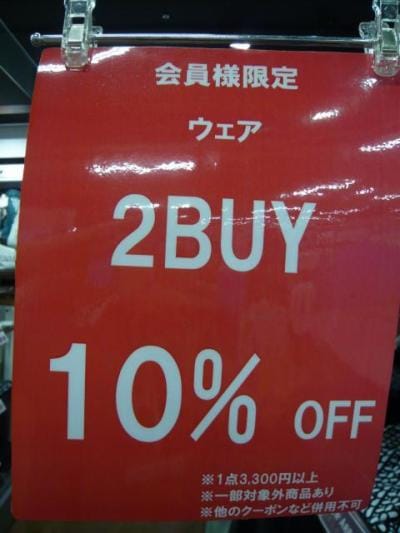 会員様限定
ウェア
2BUY
10% OFF
※1点3,300円以上
※一部対象外商品あり
※他のクーポンなど併用不可